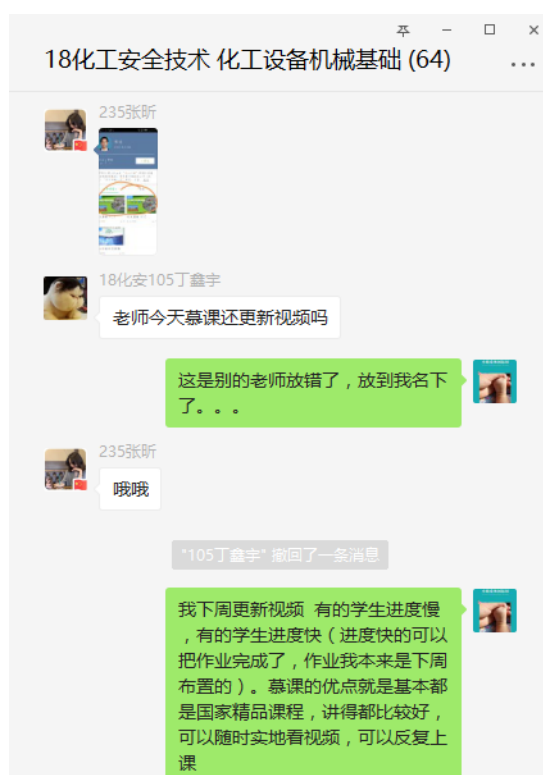 18化工安全技术 化工设备机械基础 (64)
235张昕
18化安105丁鑫宇
老师今天慕课还更新视频吗
这是别的老师放错了，放到我名下
了。。。
235张昕
哦哦
"105丁鑫宇" 撤回了一条消息
我下周更新视频 有的学生进度慢
，有的学生进度快（进度快的可以
把作业完成了，作业我本来是下周
布置的）。慕课的优点就是基本都
是国家精品课程，讲得都比较好，
可以随时实地看视频，可以反复上
课